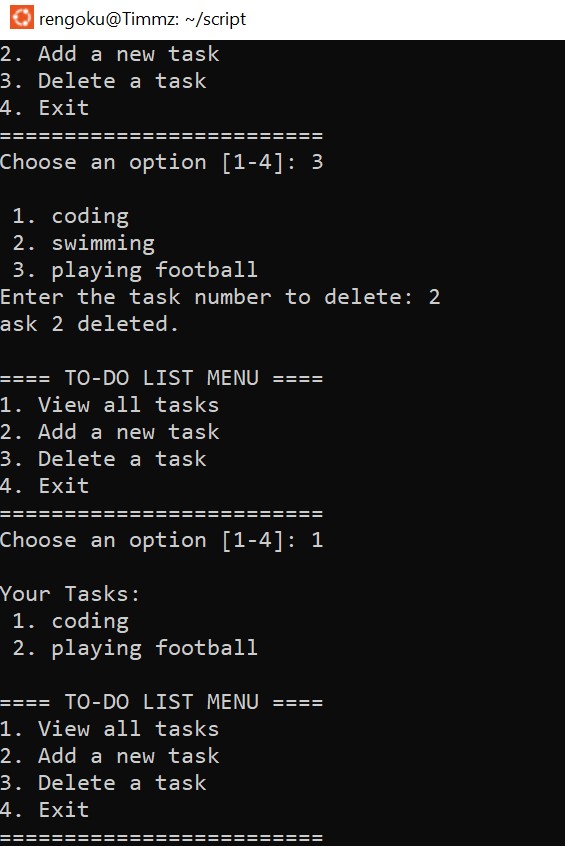 rengoku@Timmz: ~/script
2. Add a new task
3. Delete a task
4. Exit
=========================
Choose an option [1-4]: 3
1. coding
2. swimming
3. playing football
Enter the task number to delete: 2
ask 2 deleted.
==== TO-DO LIST MENU ====
1. View all tasks
2. Add a new task
3. Delete a task
4. Exit
=========================
Choose an option [1-4]: 1
Your Tasks:
1. coding
2. playing football
==== TO-DO LIST MENU ====
1. View all tasks
2. Add a new task
3. Delete a task
4. Exit
=========================